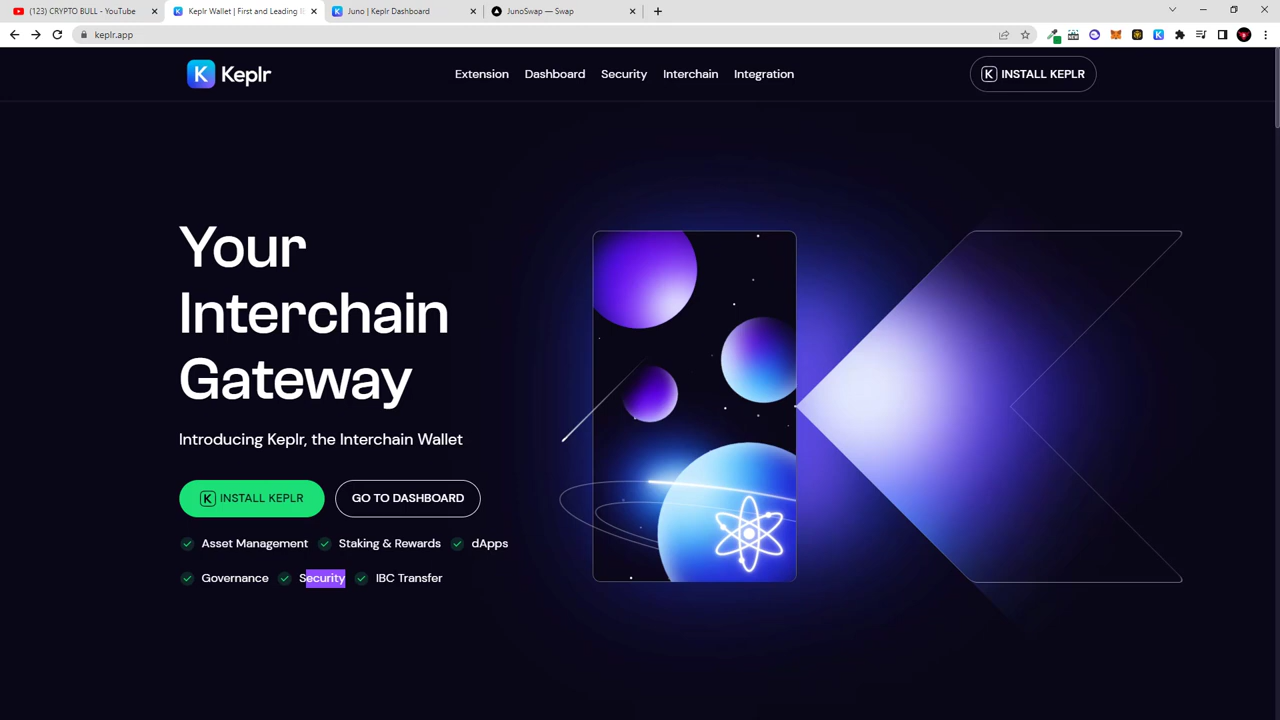 (123) CRYPTO BULL - YouTube
Keplr Wallet | First and Leading I
Juno | Keplr Dashboard
JunoSwap — Swap
keplr.app
Keplr
Extension
Dashboard
Security
Interchain
Integration
K INSTALL KEPLR
Your
Interchain
Gateway
Introducing Keplr, the Interchain Wallet
K INSTALL KEPLR
GO TO DASHBOARD
Asset Management
Staking & Rewards
dApps
Governance
Security
IBC Transfer